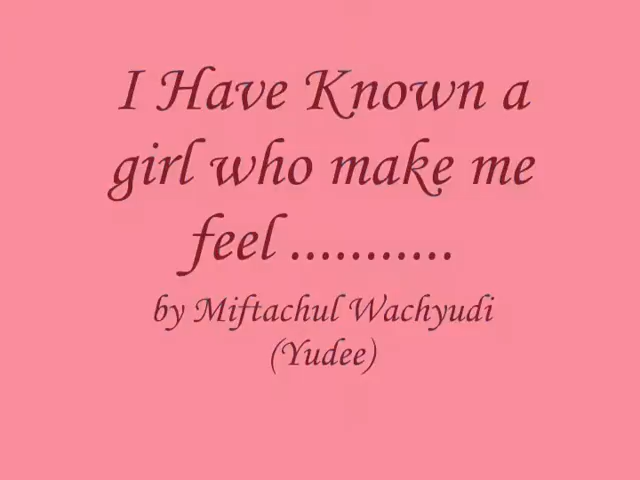 I Have Known a
girl who make me
feel ...........
by Miftachul Wachyudi
(Yudee)